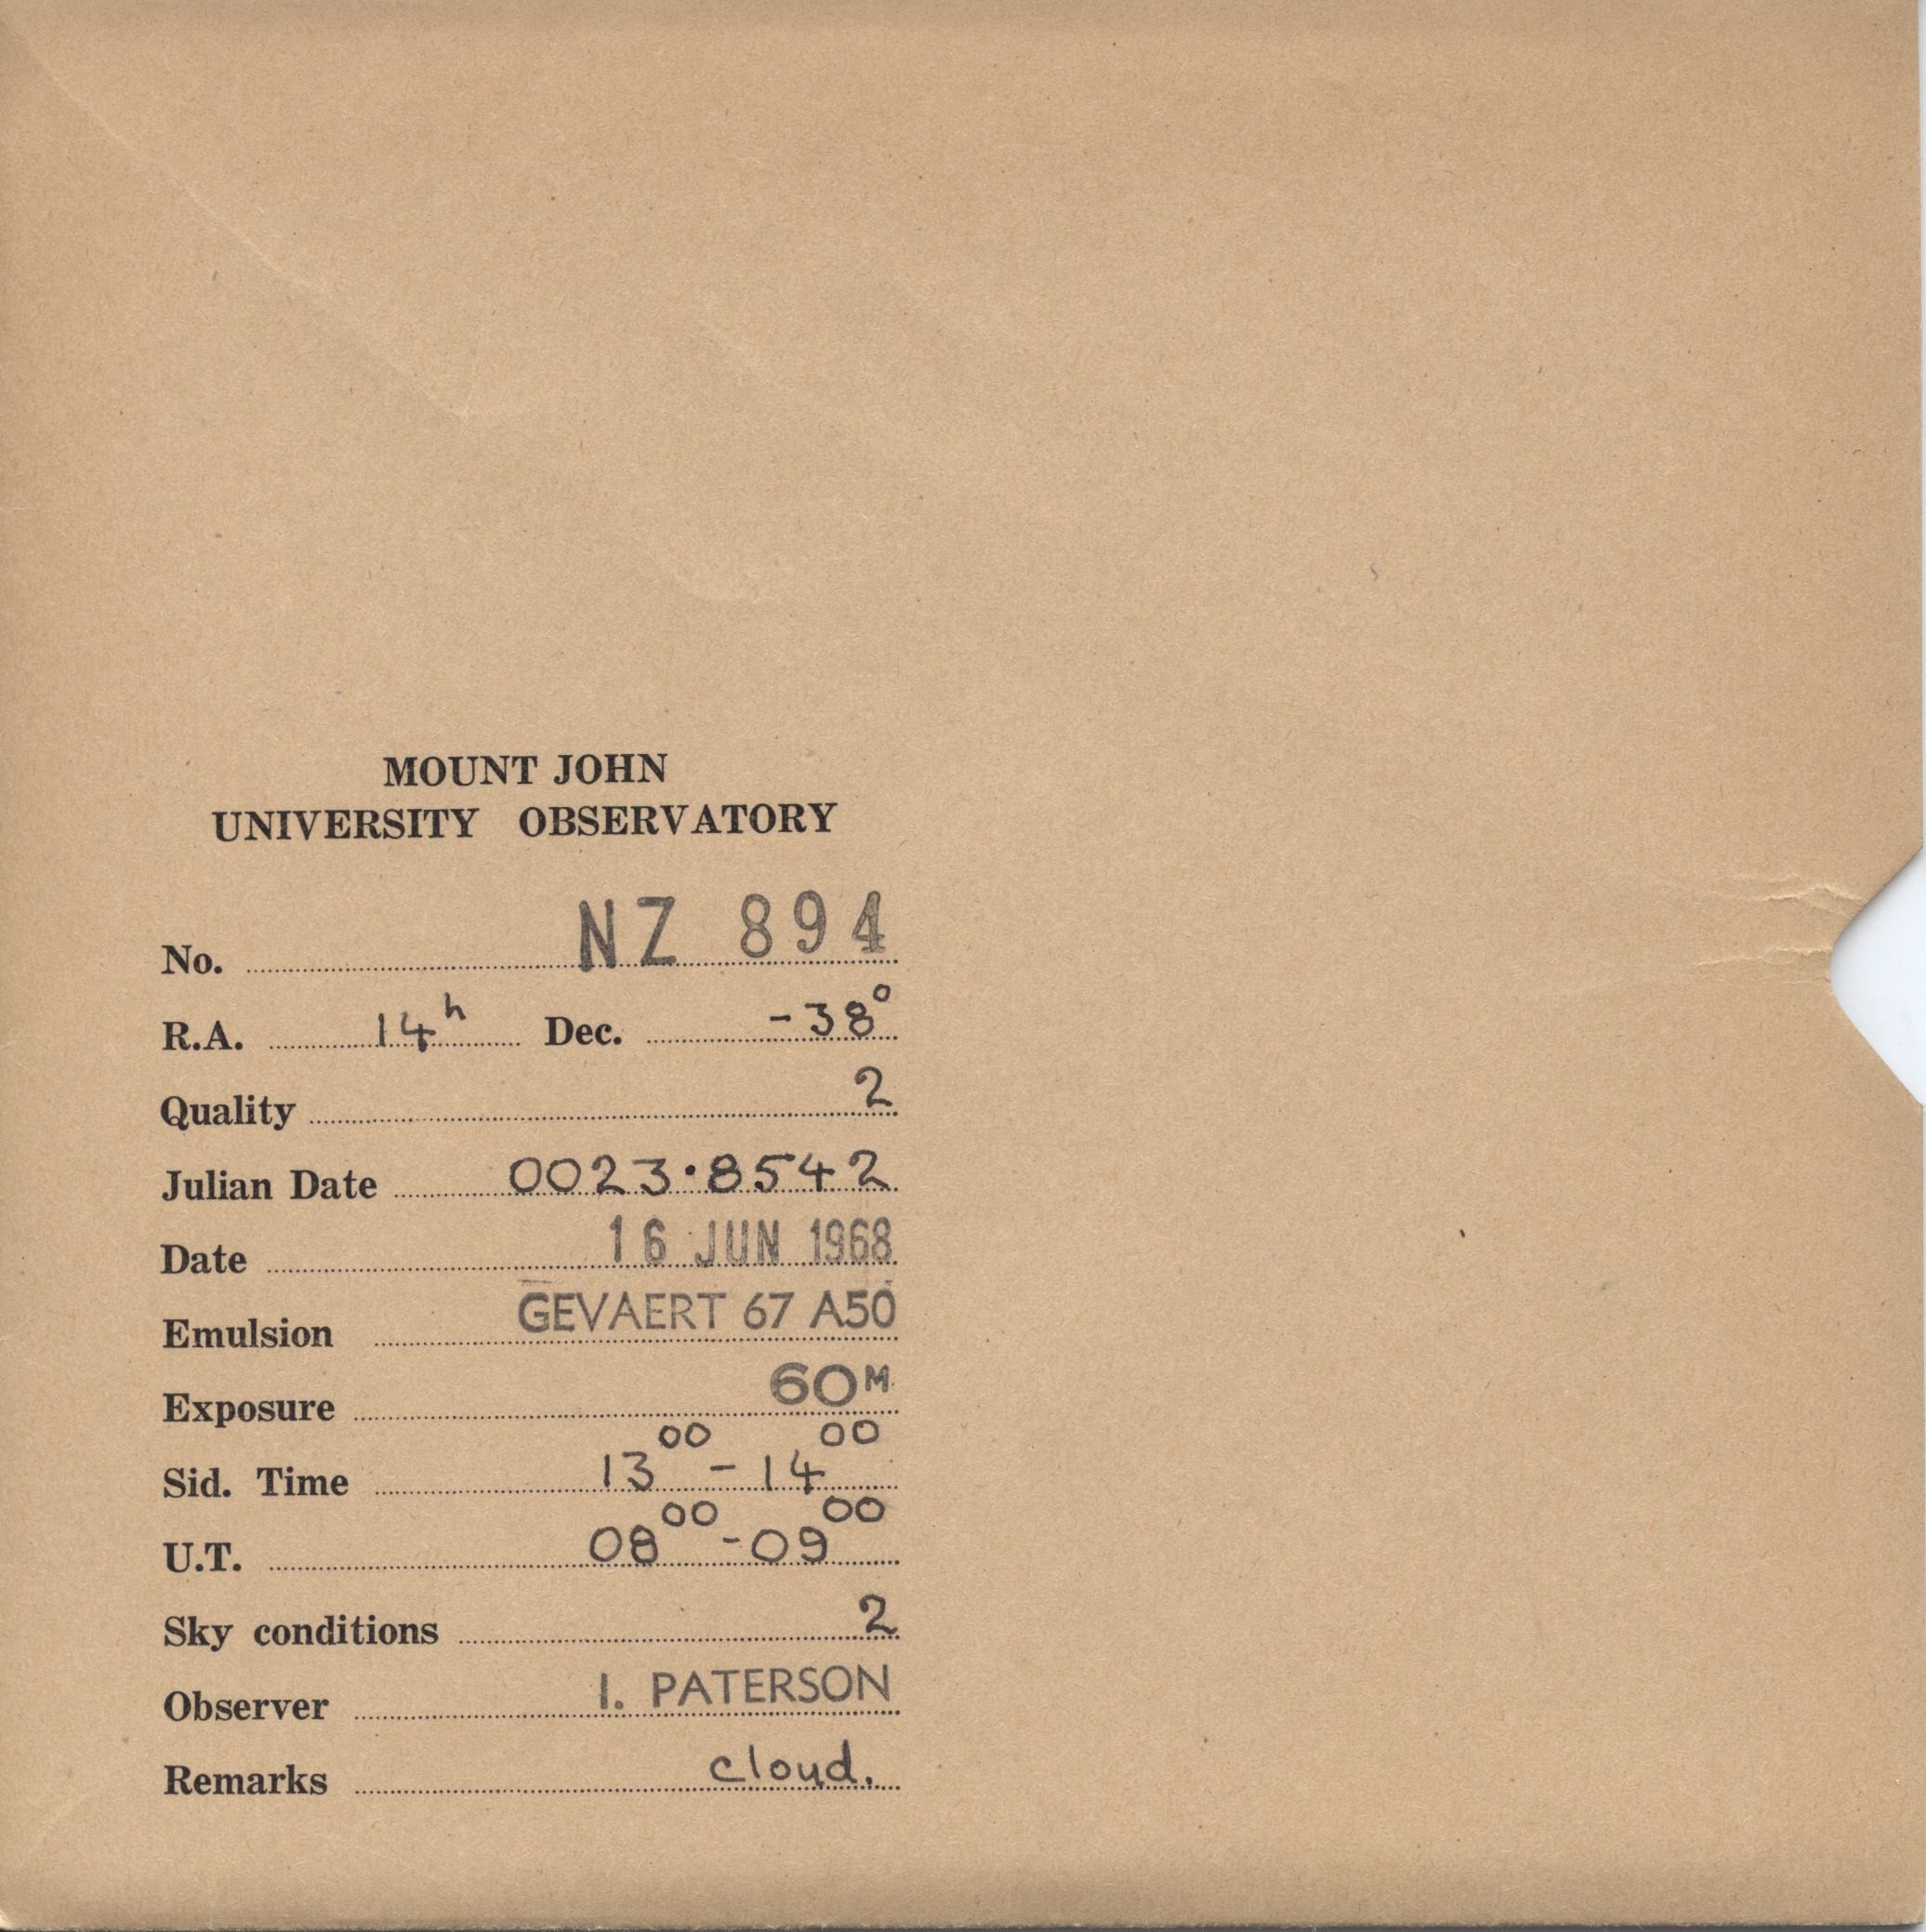 MOUNT JOHN
UNIVERSITY OBSERVATORY
No. NZ 894
R.A. 14h Dec. -38°
Quality 2
Julian Date 0023.8542
Date 16 JUN 1968
Emulsion GEVAERT 67 A50
Exposure 60M
Sid. Time 13 00 - 14 00
U.T. 08 00 - 09 00
Sky conditions 2
Observer I. PATERSON
Remarks cloud.